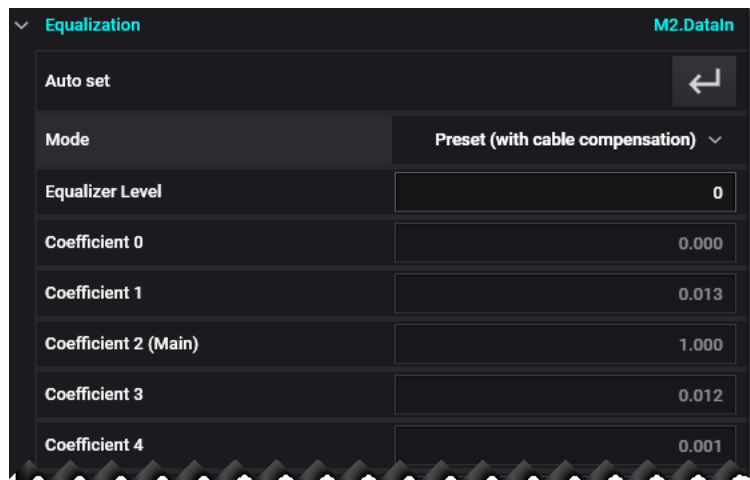 Equalization M2.DataIn
Auto set
Mode Preset (with cable compensation)
Equalizer Level 0
Coefficient 0 0.000
Coefficient 1 0.013
Coefficient 2 (Main) 1.000
Coefficient 3 0.012
Coefficient 4 0.001